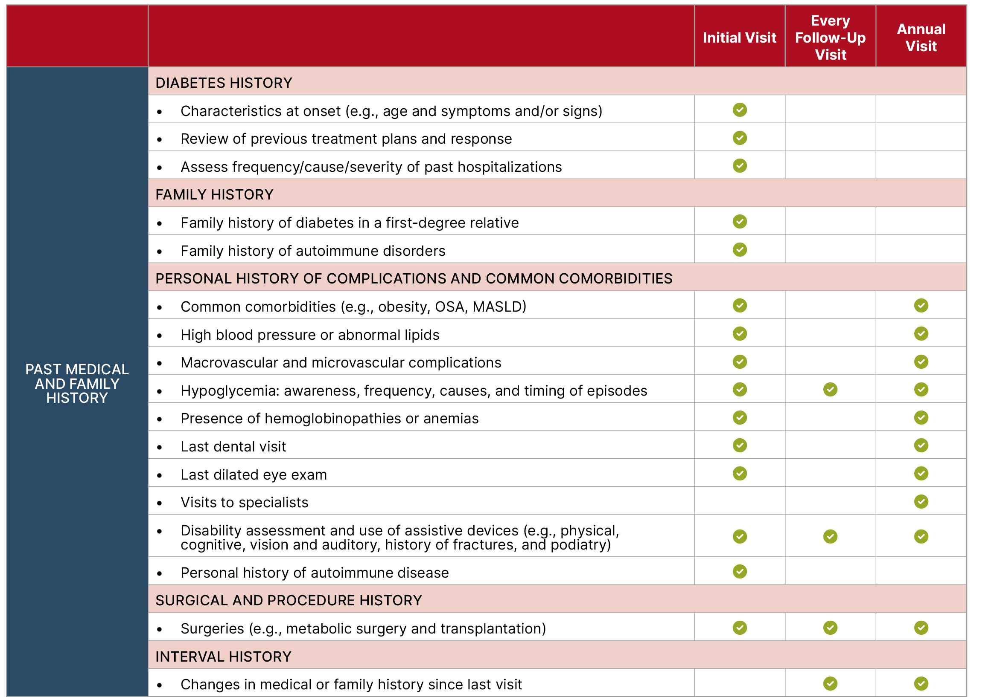 Initial Visit
Every
Follow-Up
Visit
Annual
Visit
PAST MEDICAL
AND FAMILY
HISTORY
DIABETES HISTORY
• Characteristics at onset (e.g., age and symptoms and/or signs)
• Review of previous treatment plans and response
• Assess frequency/cause/severity of past hospitalizations
FAMILY HISTORY
• Family history of diabetes in a first-degree relative
• Family history of autoimmune disorders
PERSONAL HISTORY OF COMPLICATIONS AND COMMON COMORBIDITIES
• Common comorbidities (e.g., obesity, OSA, MASLD)
• High blood pressure or abnormal lipids
• Macrovascular and microvascular complications
• Hypoglycemia: awareness, frequency, causes, and timing of episodes
• Presence of hemoglobinopathies or anemias
• Last dental visit
• Last dilated eye exam
• Visits to specialists
• Disability assessment and use of assistive devices (e.g., physical,
cognitive, vision and auditory, history of fractures, and podiatry)
• Personal history of autoimmune disease
SURGICAL AND PROCEDURE HISTORY
• Surgeries (e.g., metabolic surgery and transplantation)
INTERVAL HISTORY
• Changes in medical or family history since last visit